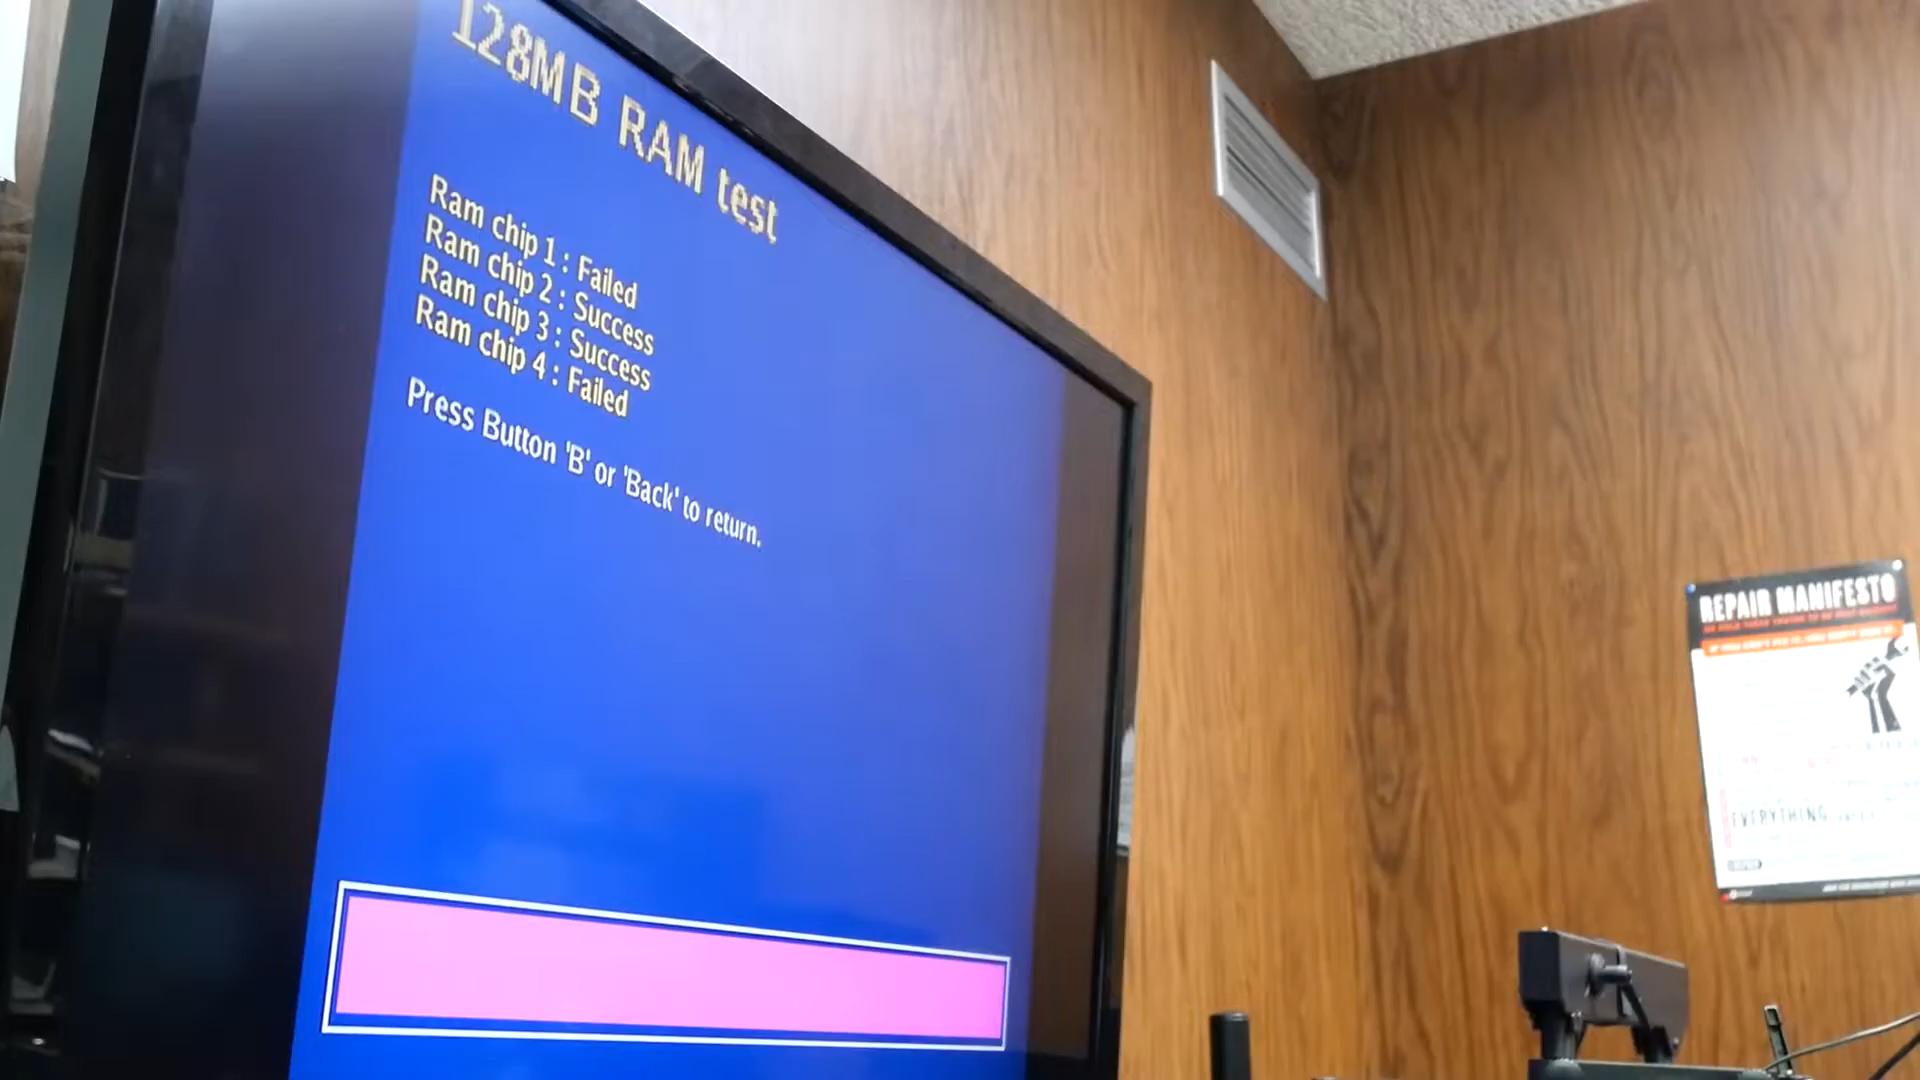 128MB RAM test
Ram chip 1 : Failed
Ram chip 2 : Success
Ram chip 3 : Success
Ram chip 4 : Failed
Press Button 'B' or 'Back' to return.
REPAIR MANIFESTO
EVERYTHING